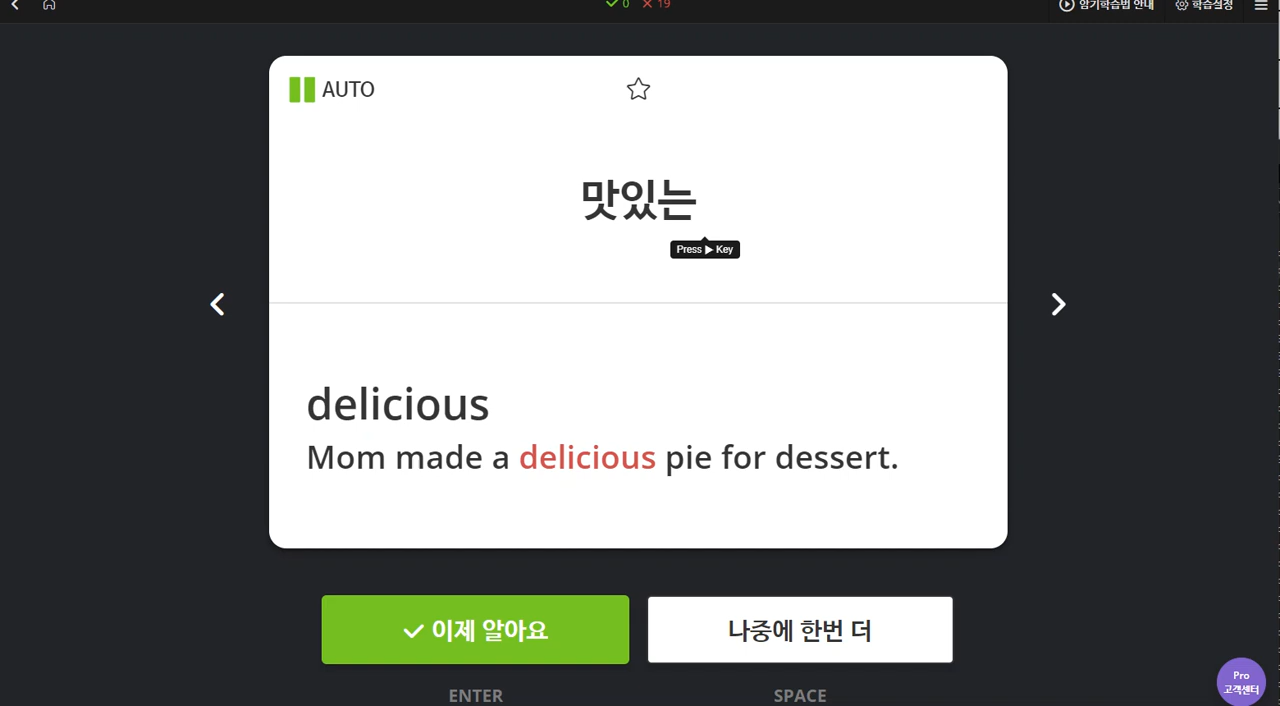 0 19 암기학습법 안내 학습설정
AUTO
맛있는
Press ▶ Key
delicious
Mom made a delicious pie for dessert.
이제 알아요 나중에 한번 더
ENTER SPACE
Pro
고객센터